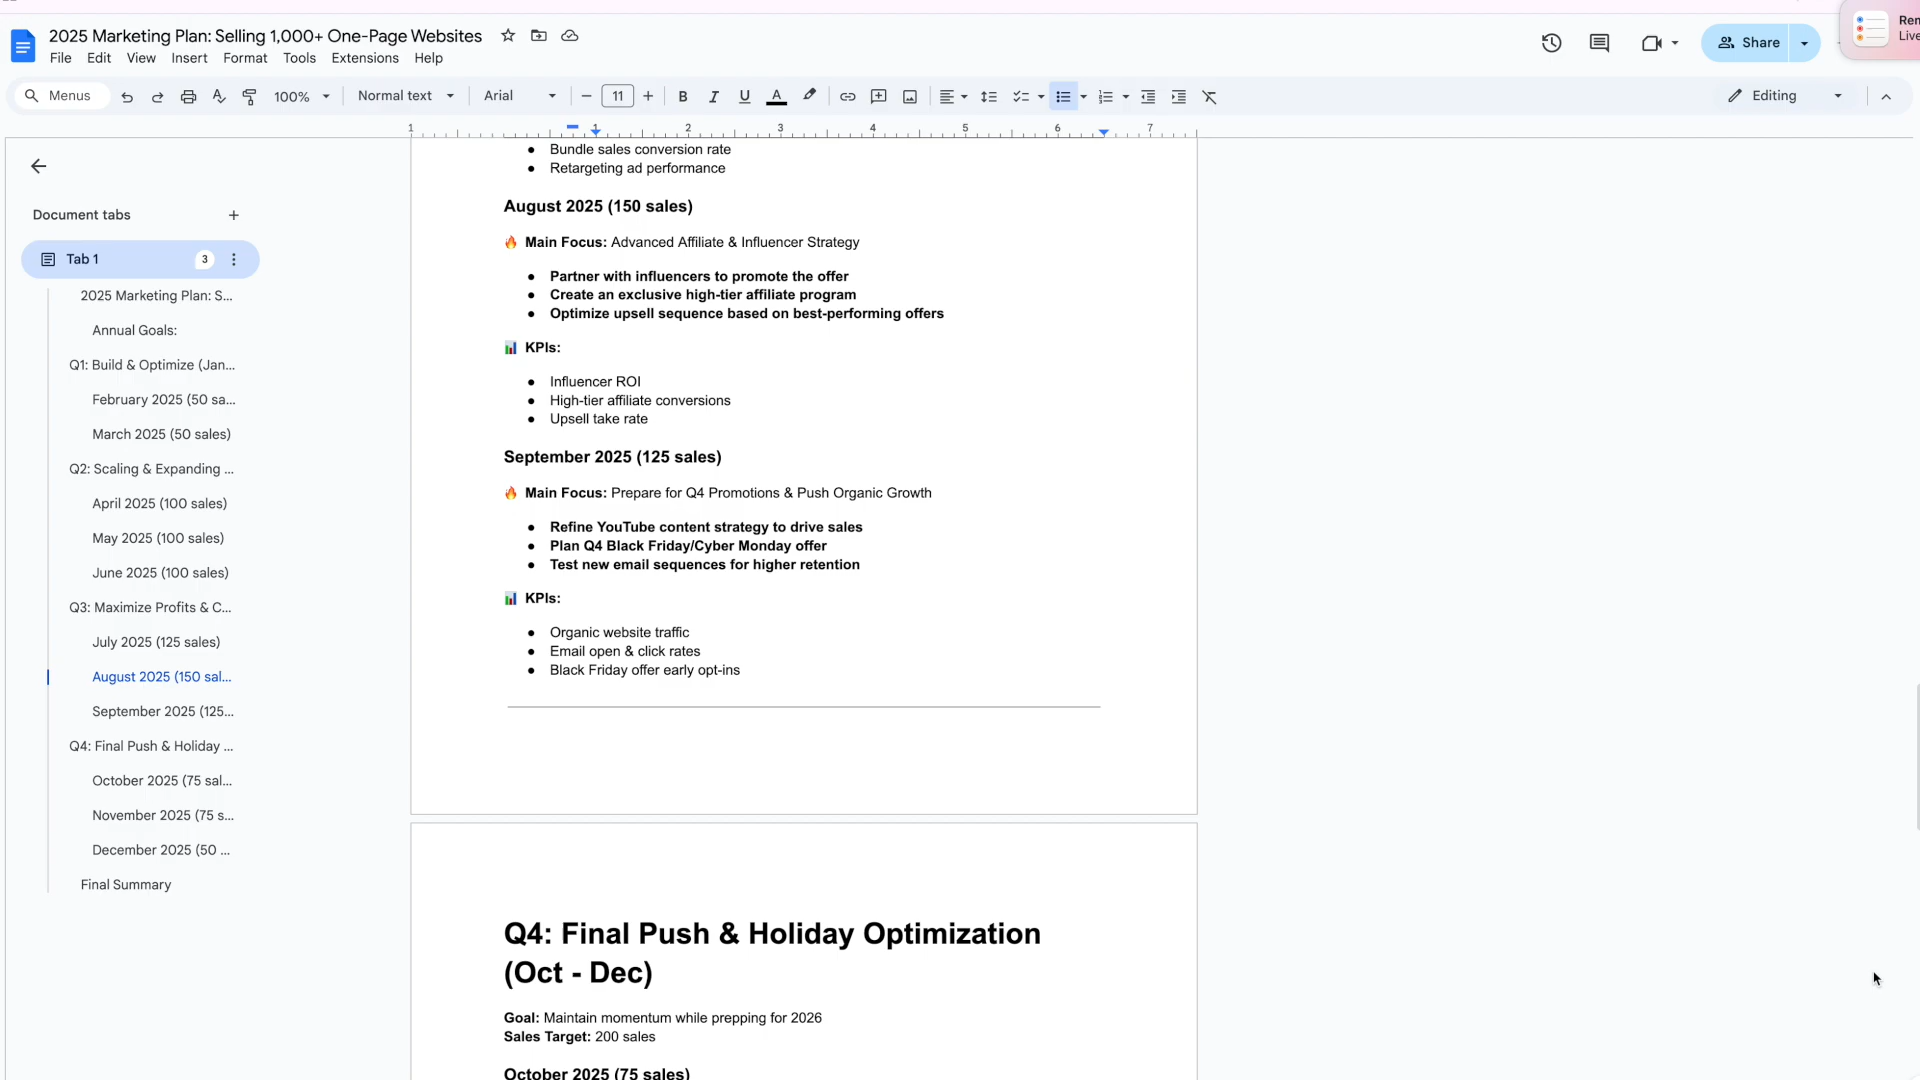 2025 Marketing Plan: Selling 1,000+ One-Page Websites
File Edit View Insert Format Tools Extensions Help
Share
Menus 100% Normal text Arial 11 Editing
1 1 2 3 4 5 6 7
Document tabs
Tab 1 3
2025 Marketing Plan: S...
Annual Goals:
Q1: Build & Optimize (Jan...
February 2025 (50 sa...
March 2025 (50 sales)
Q2: Scaling & Expanding ...
April 2025 (100 sales)
May 2025 (100 sales)
June 2025 (100 sales)
Q3: Maximize Profits & C...
July 2025 (125 sales)
August 2025 (150 sal...
September 2025 (125...
Q4: Final Push & Holiday ...
October 2025 (75 sal...
November 2025 (75 s...
December 2025 (50 ...
Final Summary
● Bundle sales conversion rate
● Retargeting ad performance
August 2025 (150 sales)
🔥 Main Focus: Advanced Affiliate & Influencer Strategy
● Partner with influencers to promote the offer
● Create an exclusive high-tier affiliate program
● Optimize upsell sequence based on best-performing offers
📊 KPIs:
● Influencer ROI
● High-tier affiliate conversions
● Upsell take rate
September 2025 (125 sales)
🔥 Main Focus: Prepare for Q4 Promotions & Push Organic Growth
● Refine YouTube content strategy to drive sales
● Plan Q4 Black Friday/Cyber Monday offer
● Test new email sequences for higher retention
📊 KPIs:
● Organic website traffic
● Email open & click rates
● Black Friday offer early opt-ins
Q4: Final Push & Holiday Optimization
(Oct - Dec)
Goal: Maintain momentum while prepping for 2026
Sales Target: 200 sales
October 2025 (75 sales)